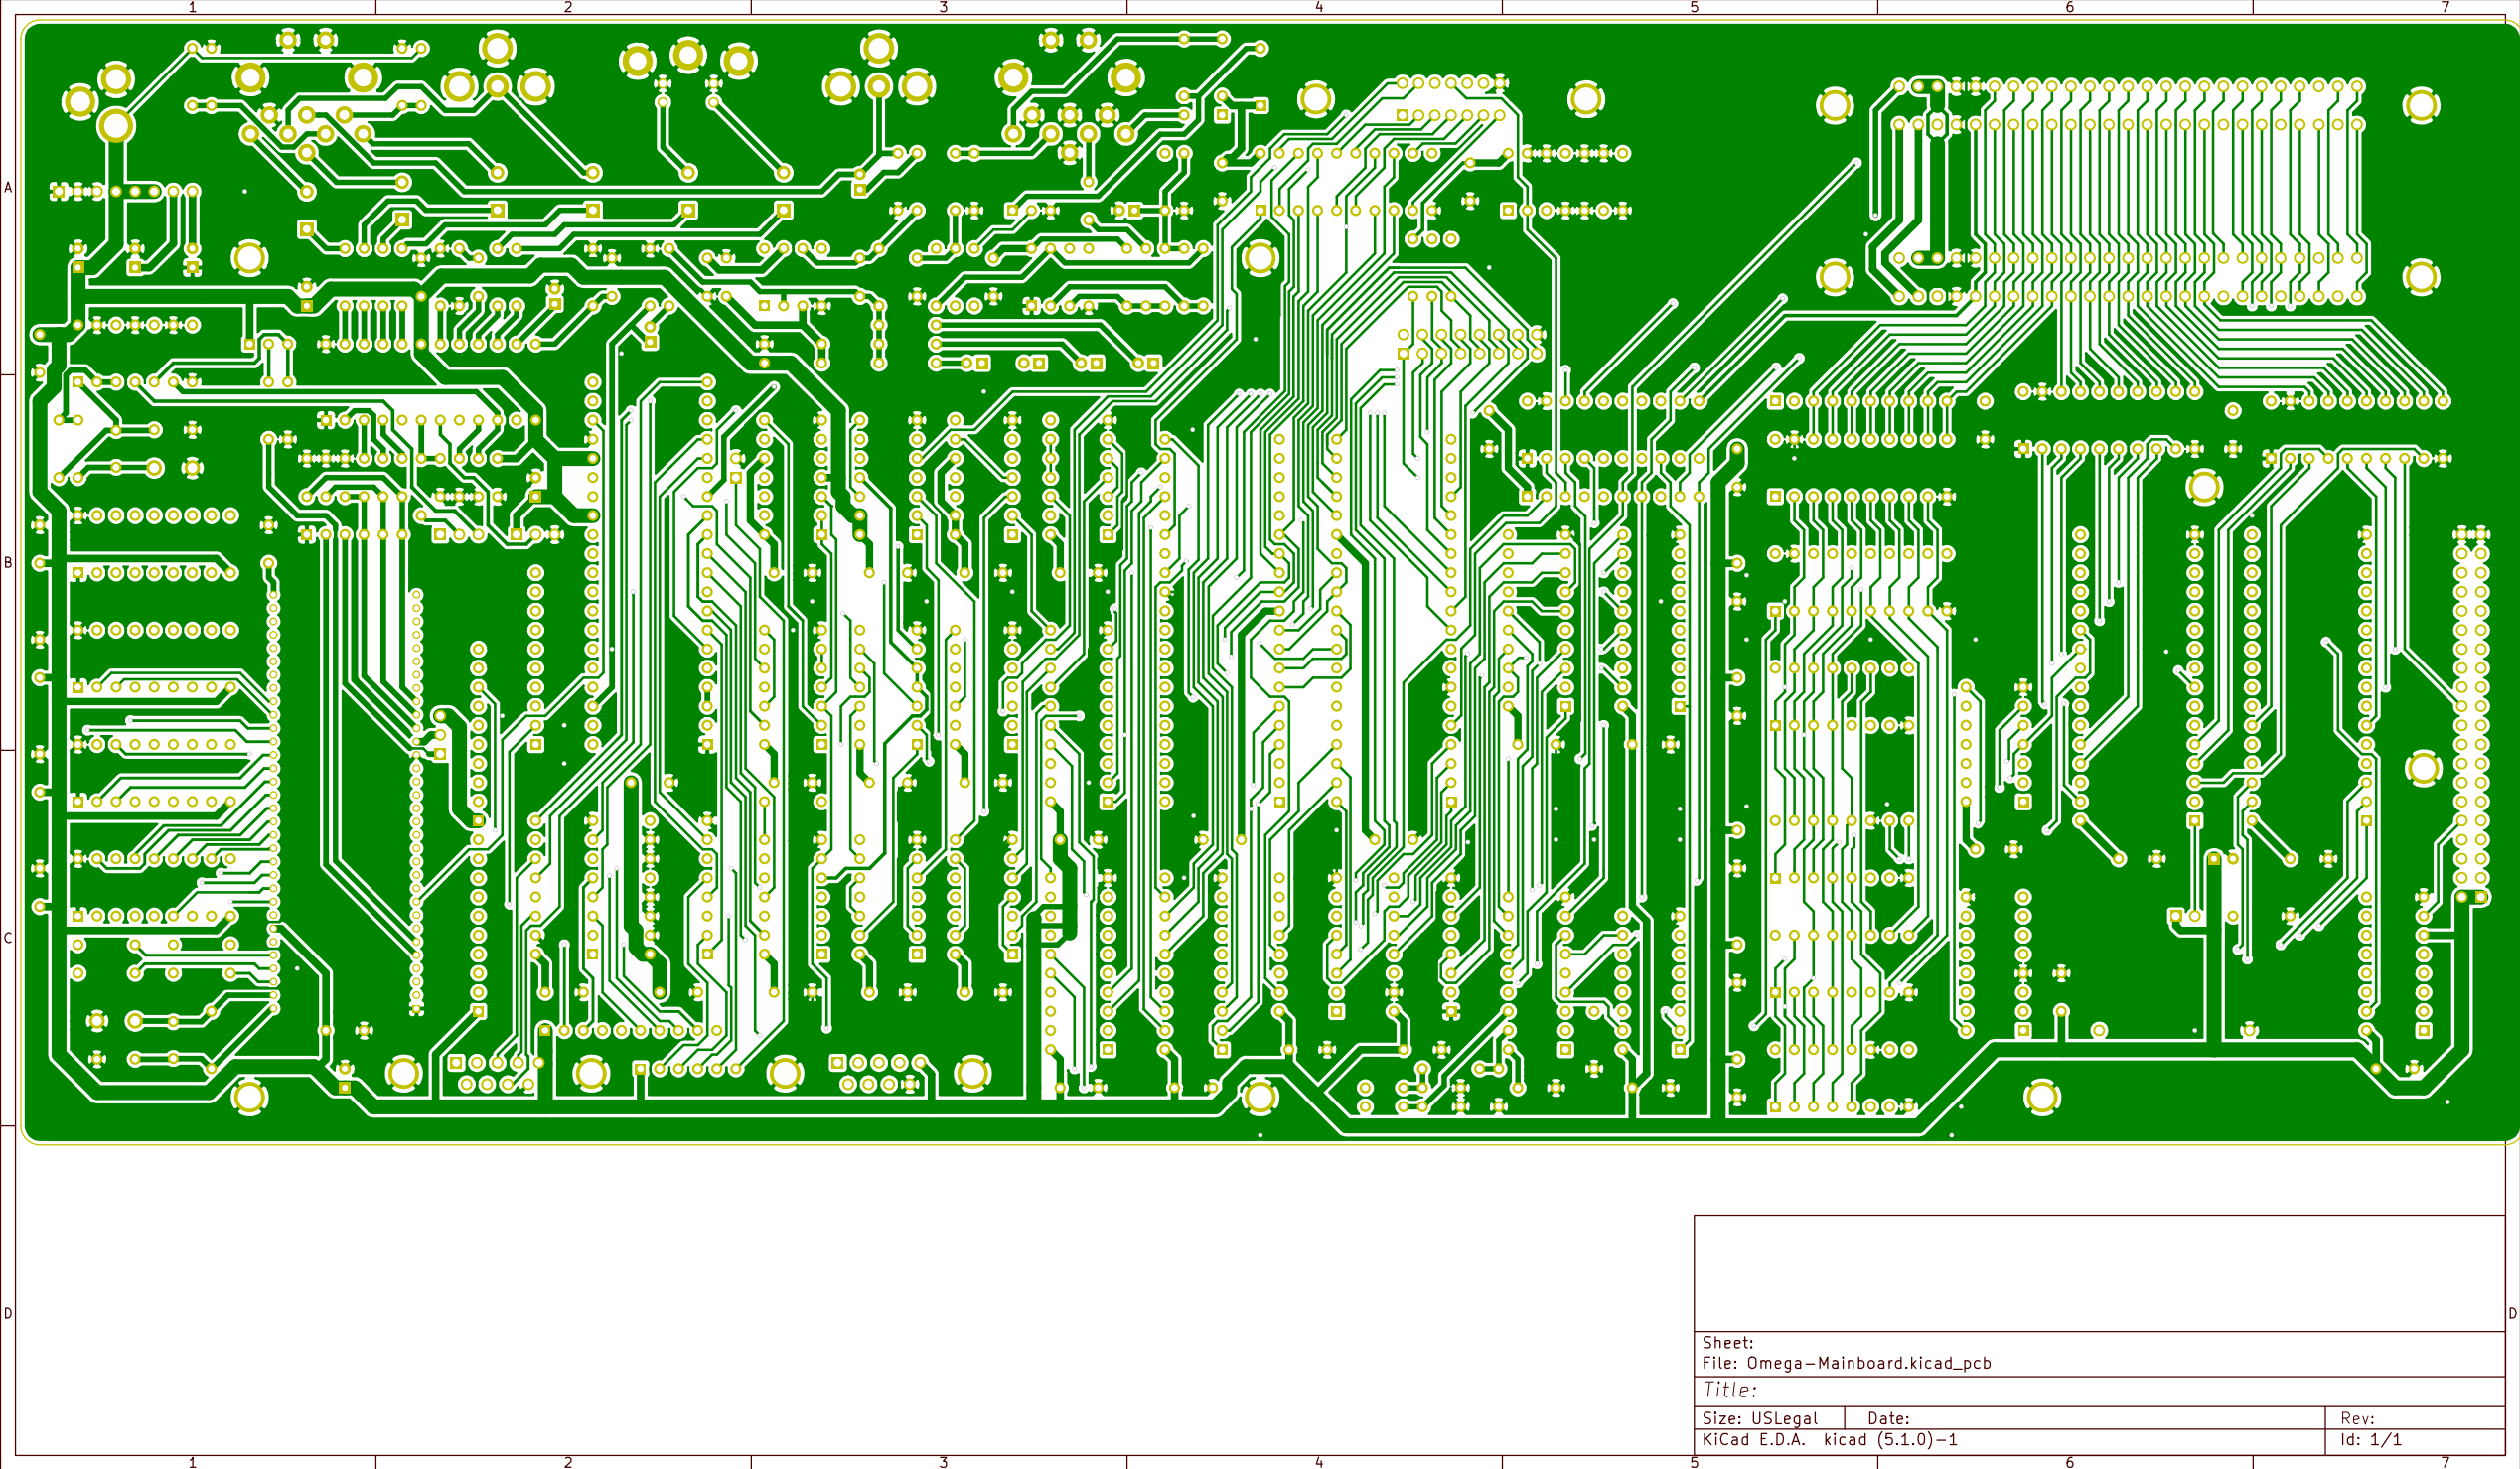 1 2 3 4 5 6 7
A
B
C
D D
Sheet:
File: Omega-Mainboard.kicad_pcb
Title:
Size: USLegal Date: Rev:
KiCad E.D.A. kicad (5.1.0)-1 Id: 1/1
1 2 3 4 5 6 7